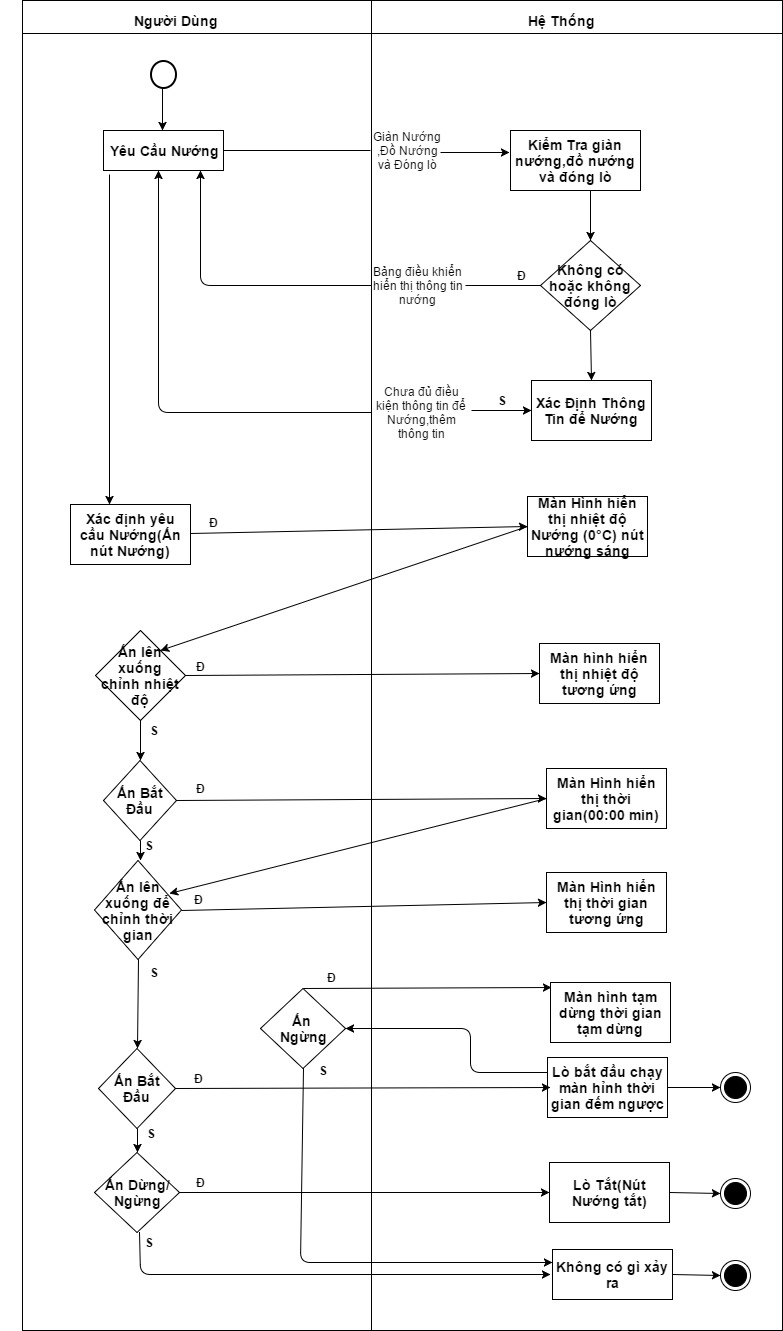 Người Dùng
Hệ Thống
Yêu Cầu Nướng
Giàn Nướng
,Đồ Nướng
và Đóng lò
Kiểm Tra giàn
nướng,đồ nướng
và đóng lò
Bảng điều khiển
hiển thị thông tin
nướng
Đ
Không có
hoặc không
đóng lò
Chưa đủ điều
kiện thông tin để
Nướng,thêm
thông tin
S
Xác Định Thông
Tin để Nướng
Xác định yêu
cầu Nướng(Ấn
nút Nướng)
Đ
Màn Hình hiển
thị nhiệt độ
Nướng (0°C) nút
nướng sáng
Ấn lên
xuống
chỉnh nhiệt
độ
Đ
Màn hình hiển
thị nhiệt độ
tương ứng
S
Ấn Bắt
Đầu
Đ
Màn Hình hiển
thị thời
gian(00:00 min)
S
Ấn lên
xuống để
chỉnh thời
gian
Đ
Màn Hình hiển
thị thời gian
tương ứng
S
Đ
Ấn
Ngừng
Màn hình tạm
dừng thời gian
tạm dừng
S
Ấn Bắt
Đầu
Đ
Lò bắt đầu chạy
màn hỉnh thời
gian đếm ngược
S
Ấn Dừng/
Ngừng
Đ
Lò Tắt(Nút
Nướng tắt)
S
Không có gì xảy
ra